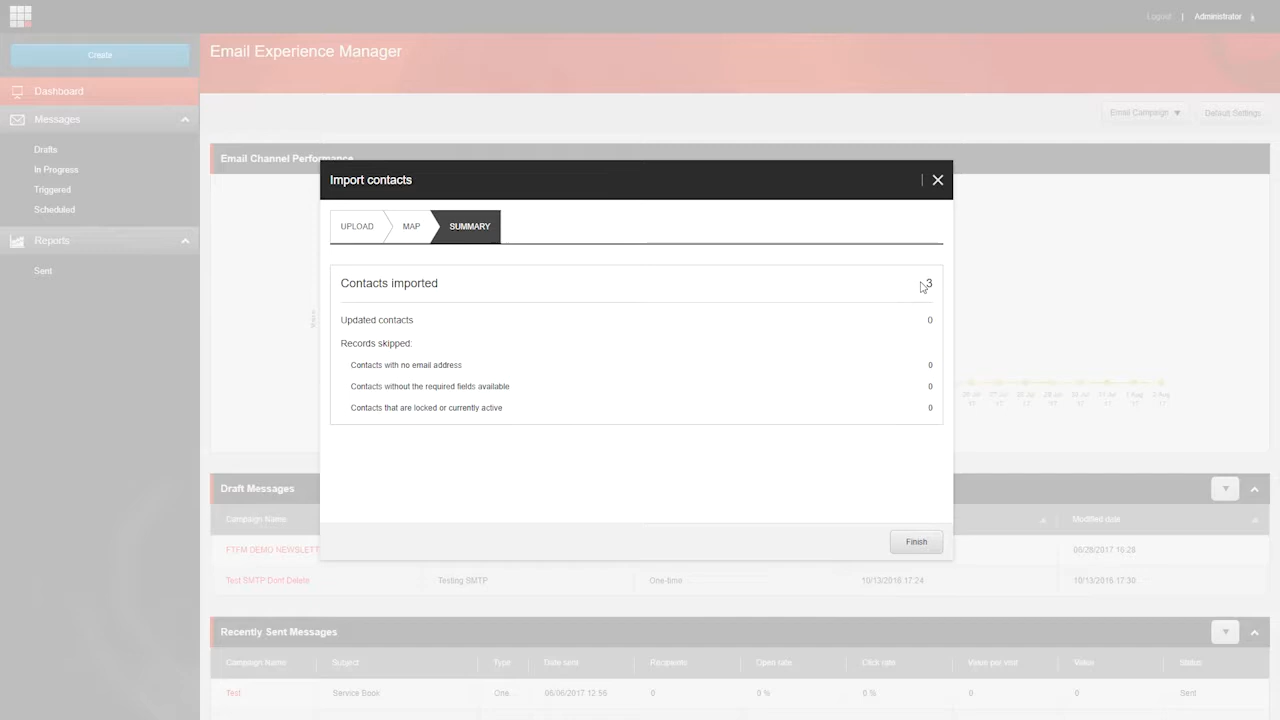 Logout | Administrator
Create
Email Experience Manager
Dashboard
Messages
Email Campaign ▼
Default Settings
Drafts
In Progress
Triggered
Scheduled
Reports
Sent
Email Channel Performance
Import contacts
UPLOAD
MAP
SUMMARY
Contacts imported 3
Updated contacts 0
Records skipped:
Contacts with no email address 0
Contacts without the required fields available 0
Contacts that are locked or currently active 0
Finish
Draft Messages
Campaign Name Modified date
FTFM DEMO NEWSLETT 06/28/2017 16:28
Test SMTP Dont Delete Testing SMTP One-time ... 10/13/2016 17:24 10/13/2016 17:30
Recently Sent Messages
Campaign Name Subject Type Date sent Recipients Open rate Click rate Value per visit Value Status
Test Service Book One... 06/06/2017 12:56 0 0 % 0 % 0 0 Sent